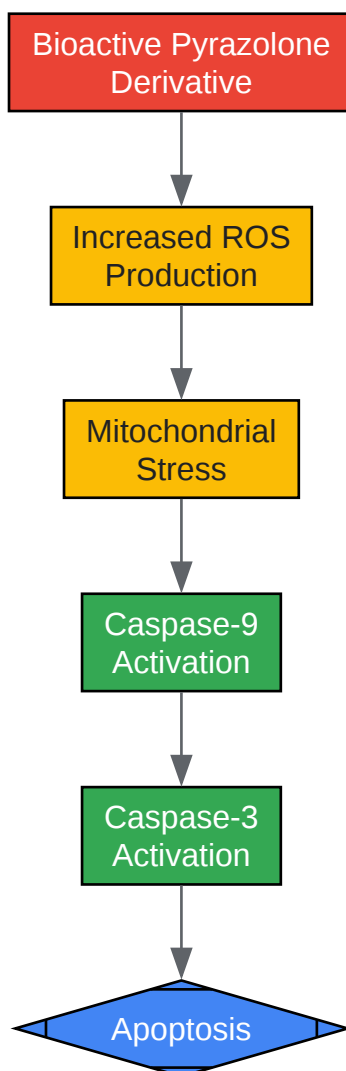 Bioactive Pyrazolone
Derivative
Increased ROS
Production
Mitochondrial
Stress
Caspase-9
Activation
Caspase-3
Activation
Apoptosis